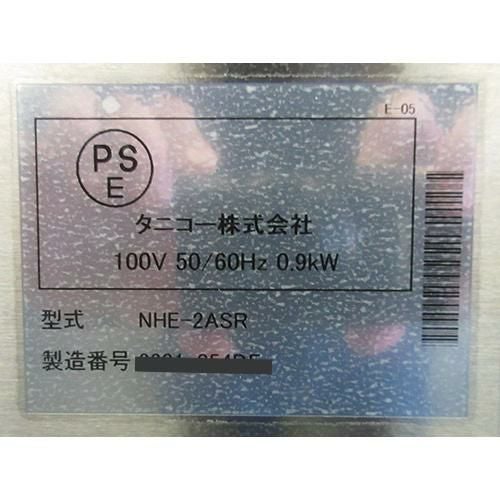 E-05
PS
E
タニコー株式会社
100V 50/60Hz 0.9kW
型式 NHE-2ASR
製造番号